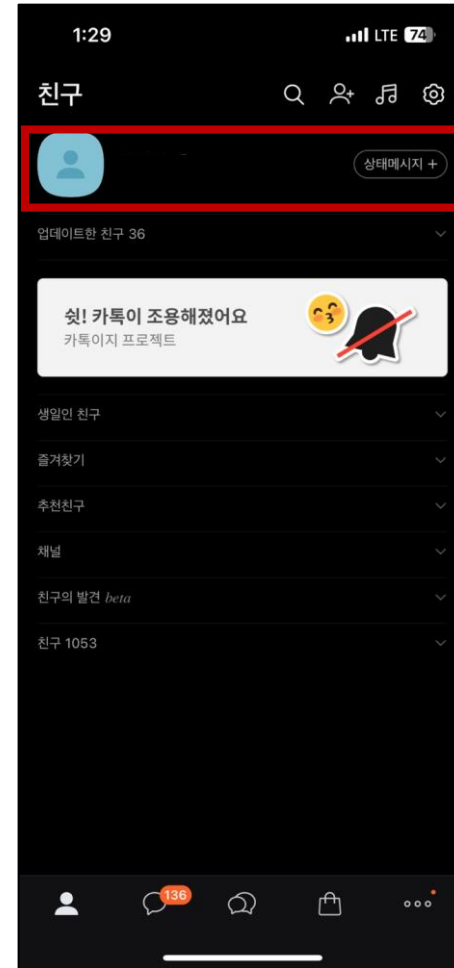 1:29
LTE 74
친구
상태메시지 +
업데이트한 친구 36
쉿! 카톡이 조용해졌어요
카톡이지 프로젝트
생일인 친구
즐겨찾기
추천친구
채널
친구의 발견 beta
친구 1053
136